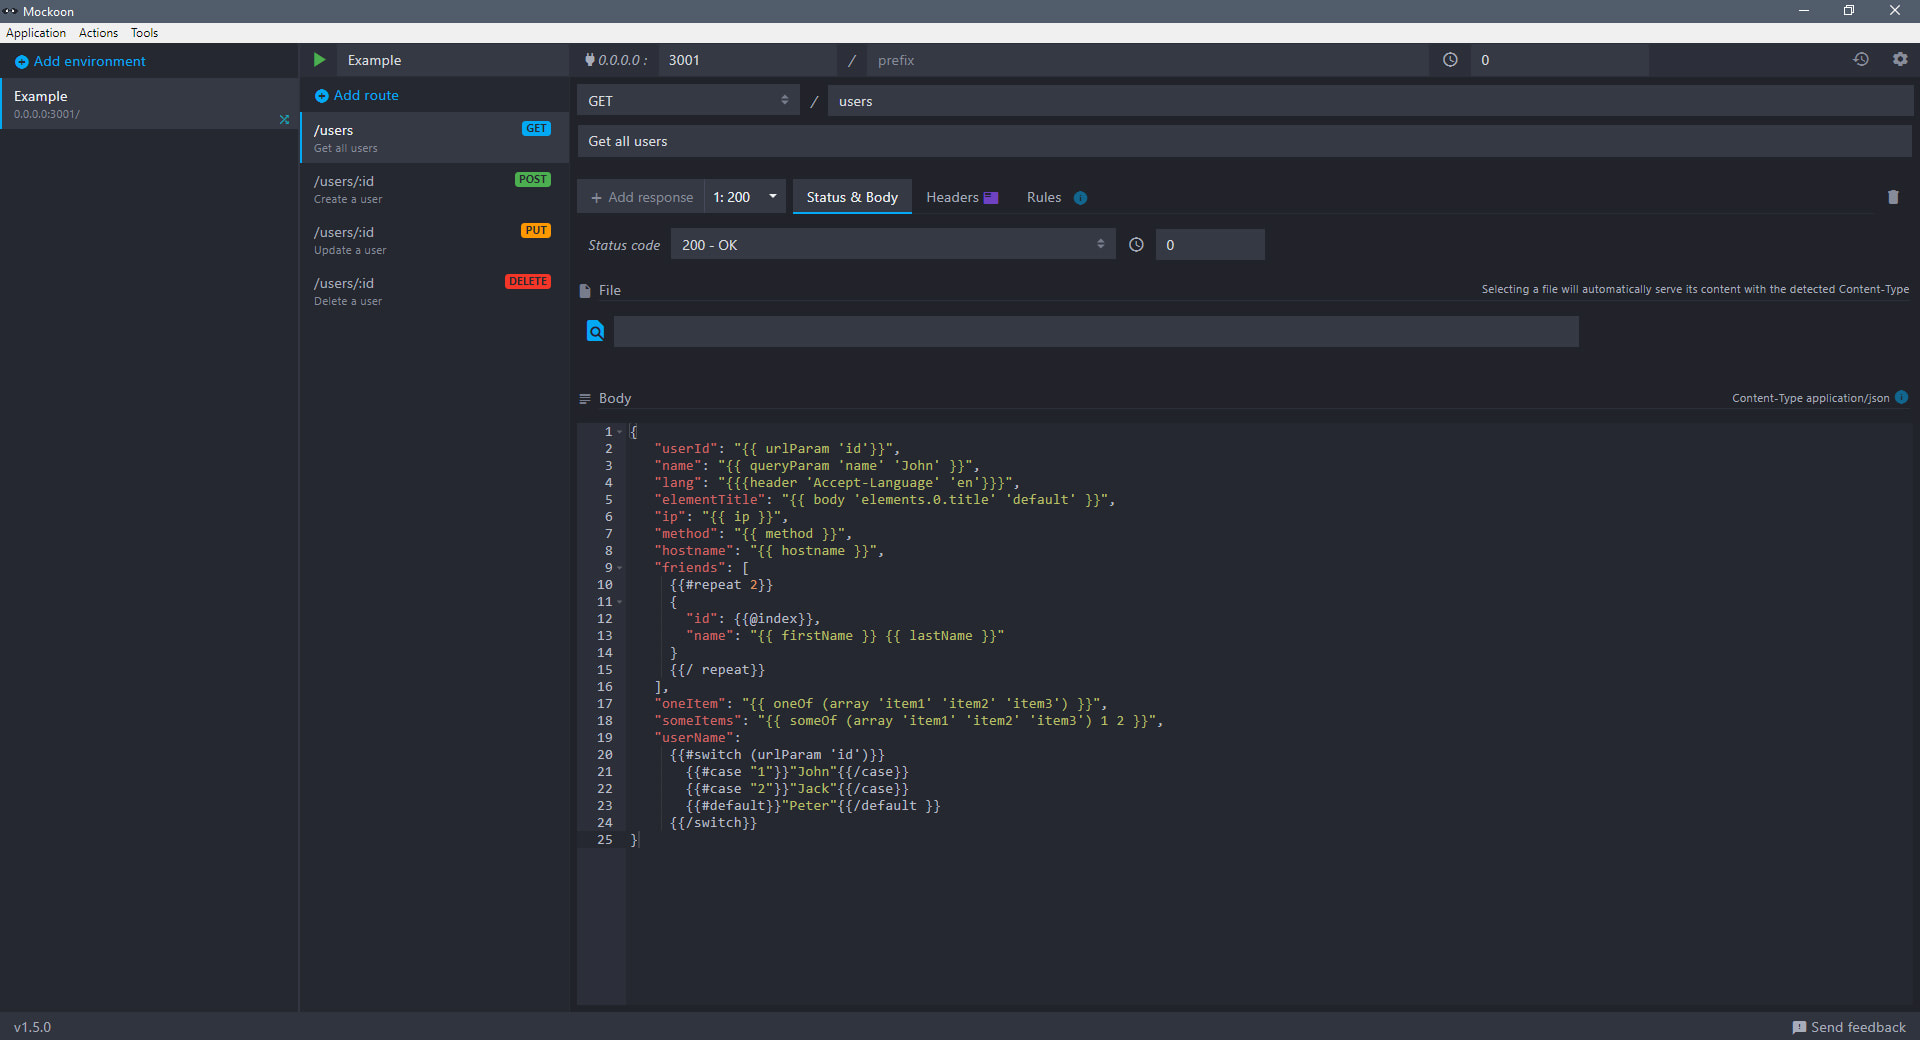 Mockoon
Application Actions Tools
Add environment
Example
0.0.0.0:3001/
Example
0.0.0.0 :
3001
/
prefix
0
Add route
/users
GET
Get all users
/users/:id
POST
Create a user
/users/:id
PUT
Update a user
/users/:id
DELETE
Delete a user
GET
/
users
Get all users
+ Add response
1: 200
Status & Body
Headers
Rules
Status code
200 - OK
0
File
Selecting a file will automatically serve its content with the detected Content-Type
Body
Content-Type application/json
1 {
2 "userId": "{{ urlParam 'id'}}",
3 "name": "{{ queryParam 'name' 'John' }}",
4 "lang": "{{{header 'Accept-Language' 'en'}}}",
5 "elementTitle": "{{ body 'elements.0.title' 'default' }}",
6 "ip": "{{ ip }}",
7 "method": "{{ method }}",
8 "hostname": "{{ hostname }}",
9 "friends": [
10 {{#repeat 2}}
11 {
12 "id": {{@index}},
13 "name": "{{ firstName }} {{ lastName }}"
14 }
15 {{/ repeat}}
16 ],
17 "oneItem": "{{ oneOf (array 'item1' 'item2' 'item3') }}",
18 "someItems": "{{ someOf (array 'item1' 'item2' 'item3') 1 2 }}",
19 "userName":
20 {{#switch (urlParam 'id')}}
21 {{#case "1"}}"John"{{/case}}
22 {{#case "2"}}"Jack"{{/case}}
23 {{#default}}"Peter"{{/default }}
24 {{/switch}}
25 }
v1.5.0
Send feedback